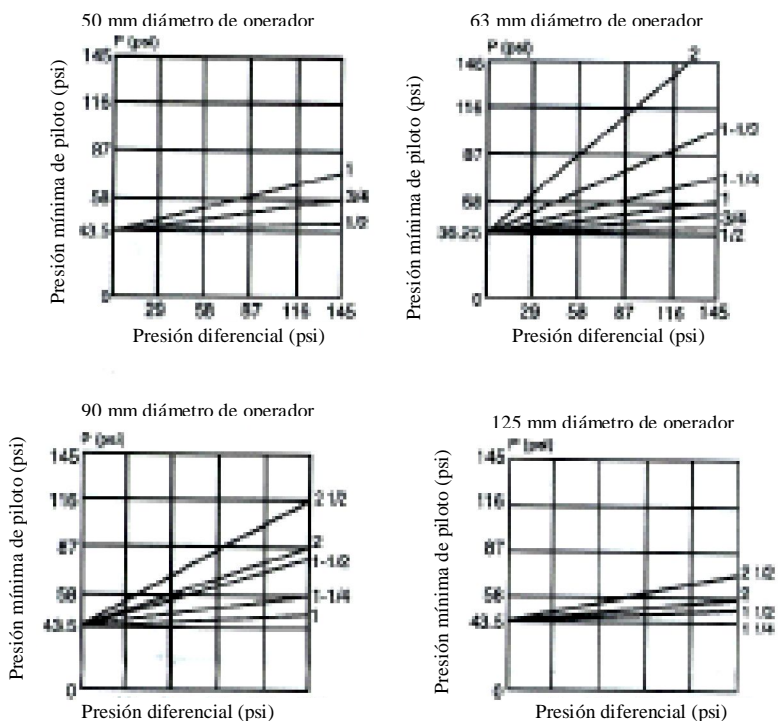 50 mm diámetro de operador
P (psi)
Presión mínima de piloto (psi)
145
116
87
58
43.5
0
1
3/4
1/2
29 58 87 116 145
Presión diferencial (psi)
63 mm diámetro de operador
P (psi)
Presión mínima de piloto (psi)
145
116
87
58
36.25
0
2
1-1/2
1-1/4
1
3/4
1/2
29 58 87 116 145
Presión diferencial (psi)
90 mm diámetro de operador
P (psi)
Presión mínima de piloto (psi)
145
116
87
58
43.5
0
2 1/2
2
1-1/2
1-1/4
1
Presión diferencial (psi)
125 mm diámetro de operador
P (psi)
Presión mínima de piloto (psi)
145
116
87
58
43.5
0
2 1/2
2
1 1/2
1 1/4
Presión diferencial (psi)